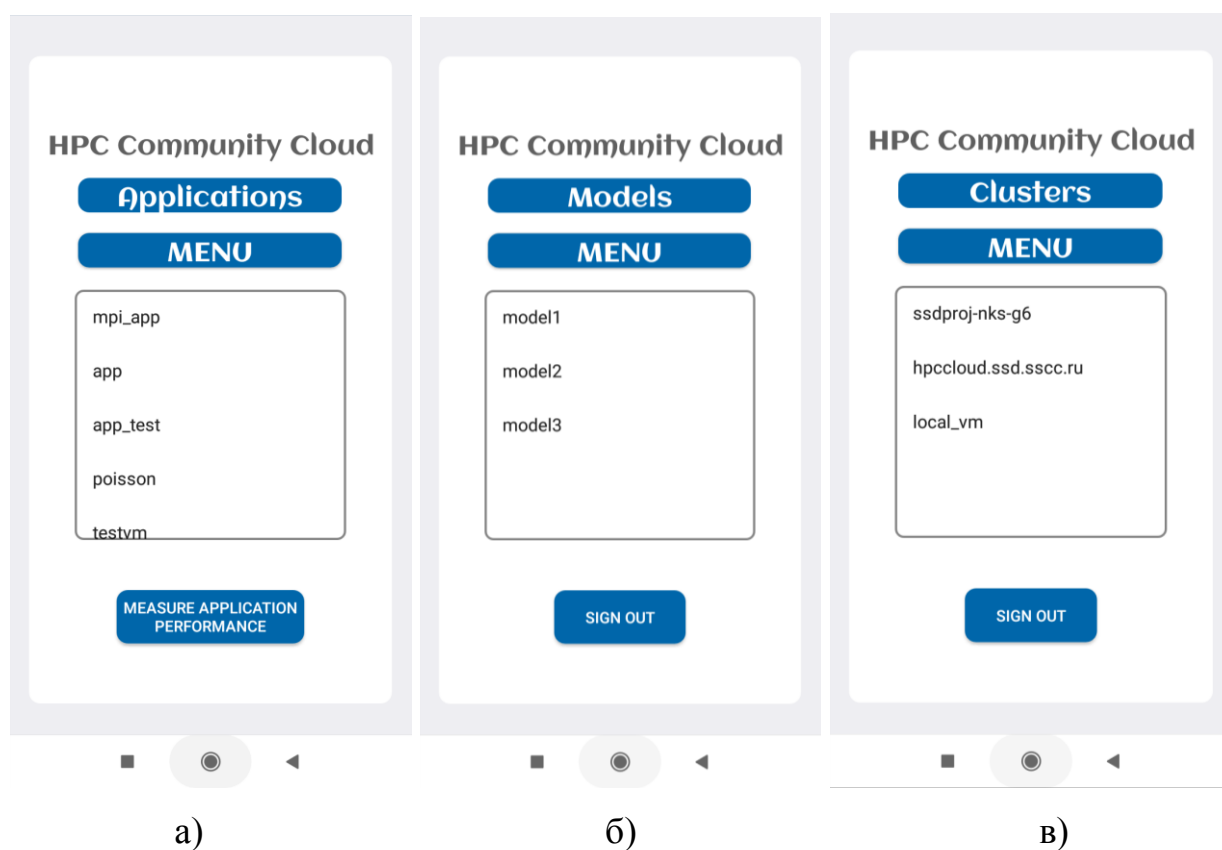 HPC Community Cloud
Applications
MENU
mpi_app
app
app_test
poisson
testvm
MEASURE APPLICATION
PERFORMANCE
а)
HPC Community Cloud
Models
MENU
model1
model2
model3
SIGN OUT
б)
HPC Community Cloud
Clusters
MENU
ssdproj-nks-g6
hpccloud.ssd.sscc.ru
local_vm
SIGN OUT
в)